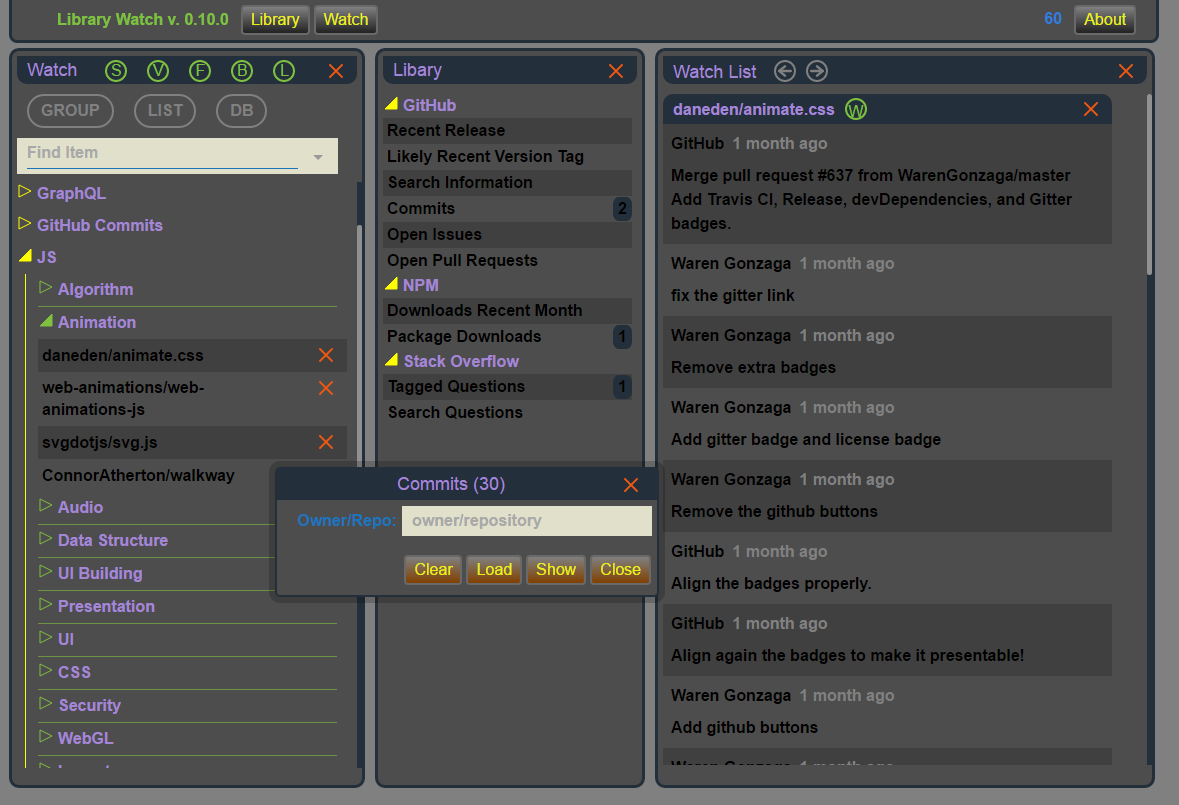 Library Watch v. 0.10.0 Library Watch 60 About
Watch S V F B L
GROUP LIST DB
Find Item
GraphQL
GitHub Commits
JS
Algorithm
Animation
daneden/animate.css
web-animations/web-
animations-js
svgdotjs/svg.js
ConnorAtherton/walkway
Audio
Data Structure
UI Building
Presentation
UI
CSS
Security
WebGL
Libary
GitHub
Recent Release
Likely Recent Version Tag
Search Information
Commits 2
Open Issues
Open Pull Requests
NPM
Downloads Recent Month
Package Downloads 1
Stack Overflow
Tagged Questions 1
Search Questions
Commits (30)
Owner/Repo: owner/repository
Clear Load Show Close
Watch List
daneden/animate.css W
GitHub 1 month ago
Merge pull request #637 from WarenGonzaga/master
Add Travis CI, Release, devDependencies, and Gitter
badges.
Waren Gonzaga 1 month ago
fix the gitter link
Waren Gonzaga 1 month ago
Remove extra badges
Waren Gonzaga 1 month ago
Add gitter badge and license badge
Waren Gonzaga 1 month ago
Remove the github buttons
GitHub 1 month ago
Align the badges properly.
GitHub 1 month ago
Align again the badges to make it presentable!
Waren Gonzaga 1 month ago
Add github buttons
Waren Gonzaga 1 month ago